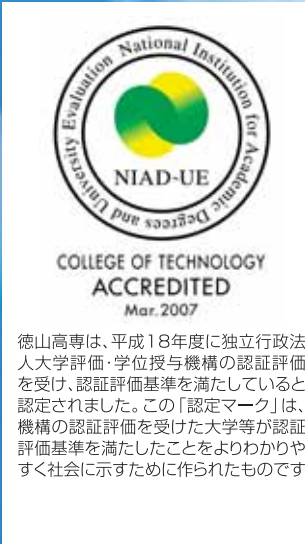 National Institution for Academic Degrees and University Evaluation
NIAD-UE
COLLEGE OF TECHNOLOGY
ACCREDITED
Mar. 2007
徳山高専は、平成18年度に独立行政法
人大学評価・学位授与機構の認証評価
を受け、認証評価基準を満たしていると
認定されました。この「認定マーク」は、
機構の認証評価を受けた大学等が認証
評価基準を満たしたことをよりわかりや
すく社会に示すために作られたものです